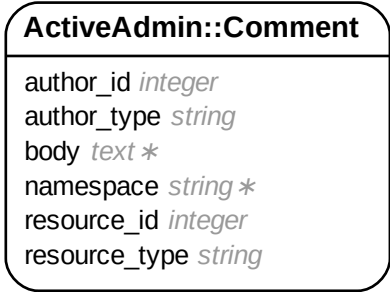 ActiveAdmin::Comment
author_id integer
author_type string
body text ∗
namespace string ∗
resource_id integer
resource_type string